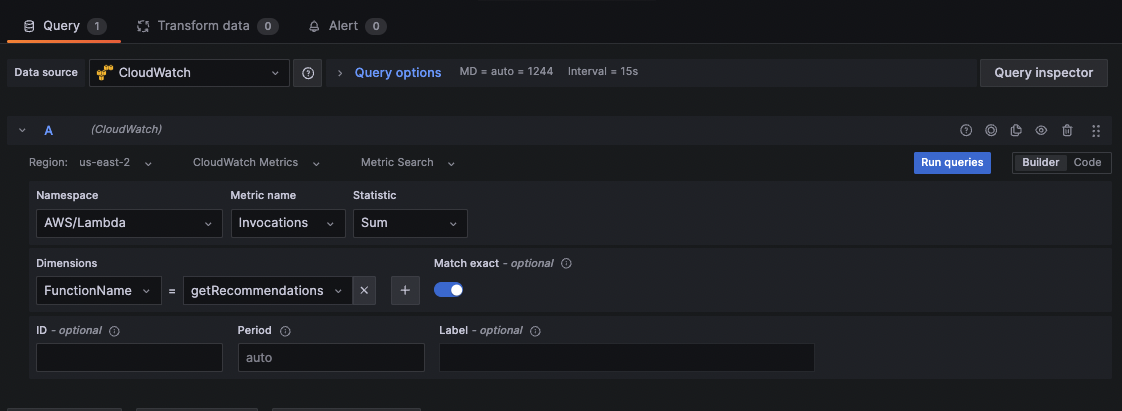 Query 1 Transform data 0 Alert 0
Data source CloudWatch Query options MD = auto = 1244 Interval = 15s Query inspector
A (CloudWatch)
Region: us-east-2 CloudWatch Metrics Metric Search Run queries Builder Code
Namespace Metric name Statistic
AWS/Lambda Invocations Sum
Dimensions Match exact - optional
FunctionName = getRecommendations
ID - optional Period Label - optional
auto